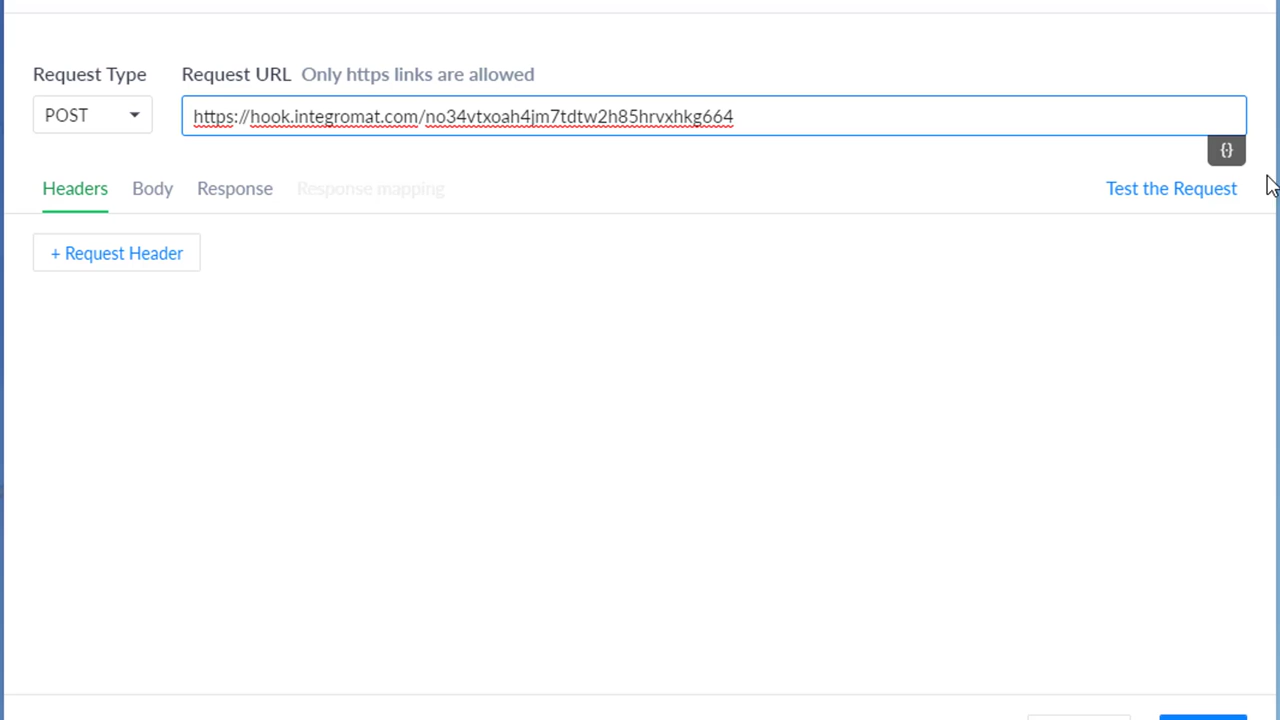 Request Type Request URL Only https links are allowed
POST https://hook.integromat.com/no34vtxoah4jm7tdtw2h85hrvxhkg664
{·}
Headers Body Response Response mapping Test the Request
+ Request Header